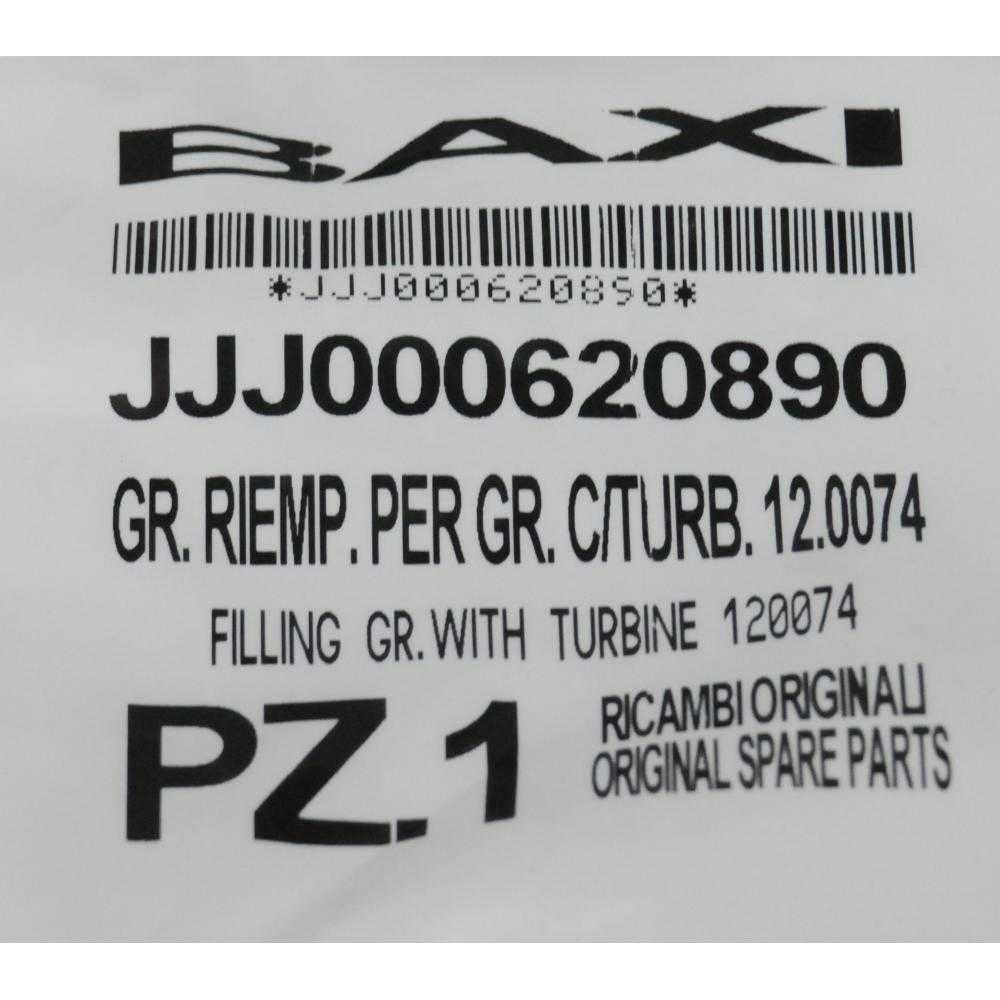 BAXI
*JJJ000620890*
JJJ000620890
GR. RIEMP. PER GR. C/TURB. 12.0074
FILLING GR. WITH TURBINE 120074
PZ.1
RICAMBI ORIGINALI
ORIGINAL SPARE PARTS